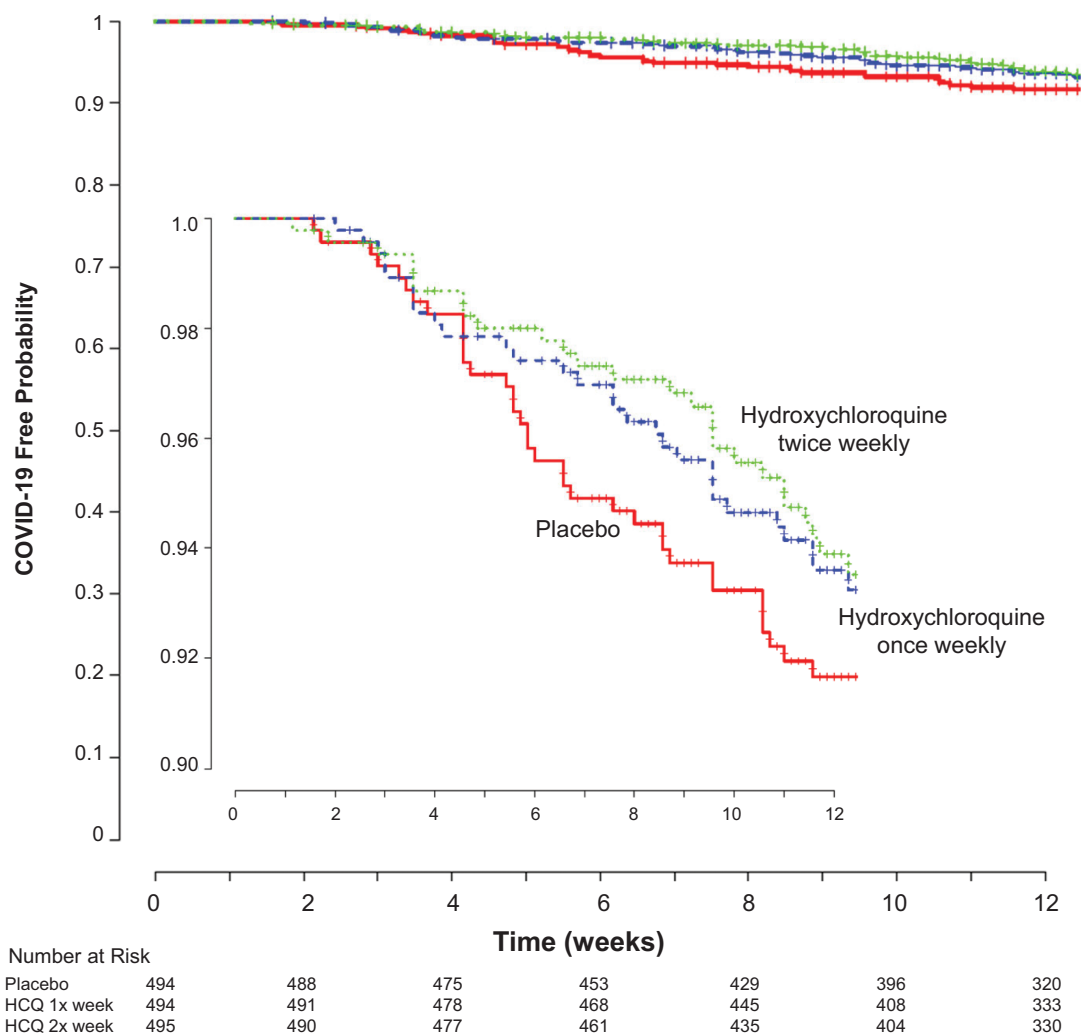 1
0.9
0.8
0.7
0.6
0.5
0.4
0.3
0.2
0.1
0
COVID-19 Free Probability
1.0
0.98
0.96
0.94
0.92
0.90
0 2 4 6 8 10 12
Hydroxychloroquine
twice weekly
Placebo
Hydroxychloroquine
once weekly
0 2 4 6 8 10 12
Time (weeks)
Number at Risk
Placebo 494 488 475 453 429 396 320
HCQ 1x week 494 491 478 468 445 408 333
HCQ 2x week 495 490 477 461 435 404 330